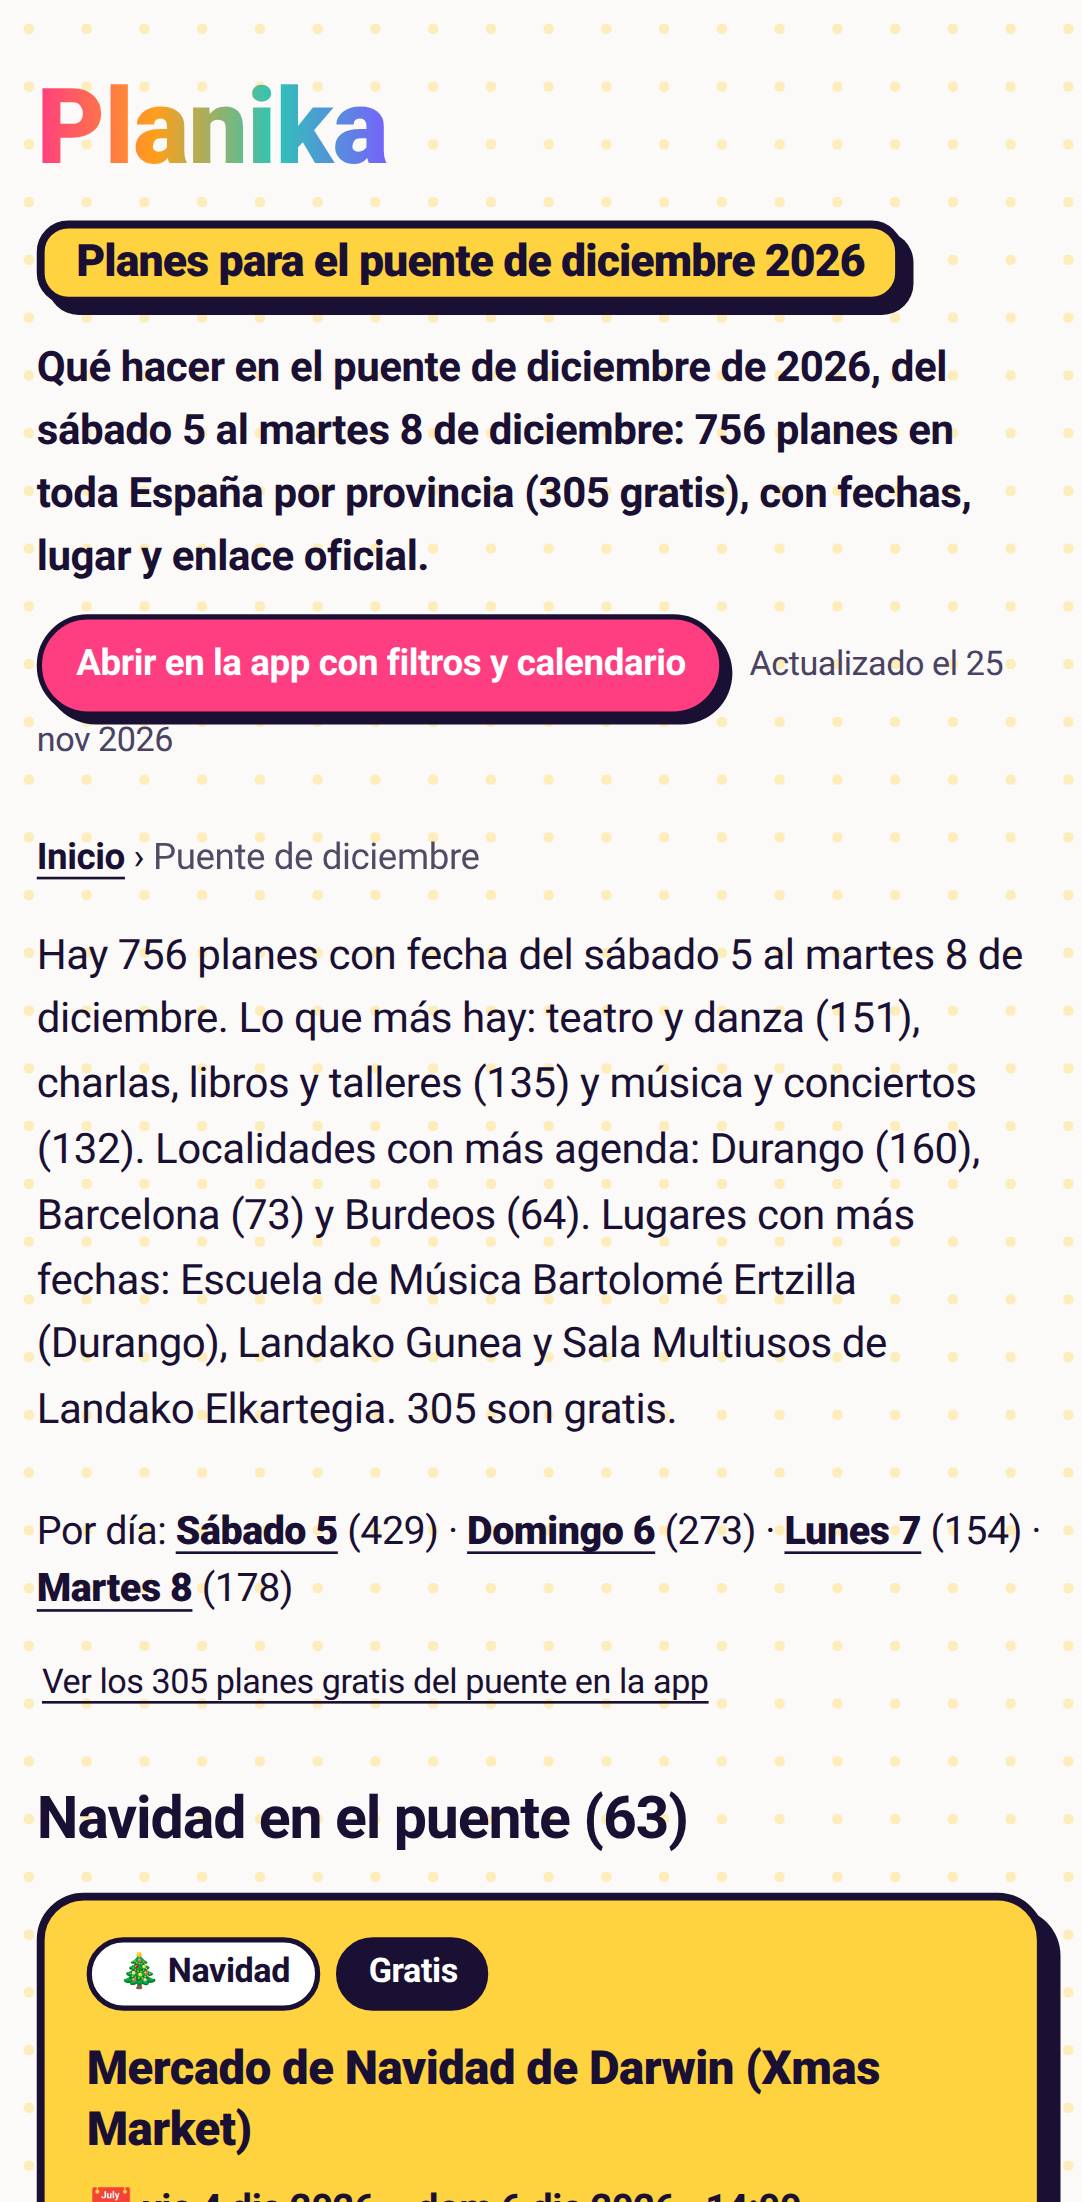 Planika
Planes para el puente de diciembre 2026
Qué hacer en el puente de diciembre de 2026, del
sábado 5 al martes 8 de diciembre: 756 planes en
toda España por provincia (305 gratis), con fechas,
lugar y enlace oficial.
Abrir en la app con filtros y calendario Actualizado el 25
nov 2026
Inicio › Puente de diciembre
Hay 756 planes con fecha del sábado 5 al martes 8 de
diciembre. Lo que más hay: teatro y danza (151),
charlas, libros y talleres (135) y música y conciertos
(132). Localidades con más agenda: Durango (160),
Barcelona (73) y Burdeos (64). Lugares con más
fechas: Escuela de Música Bartolomé Ertzilla
(Durango), Landako Gunea y Sala Multiusos de
Landako Elkartegia. 305 son gratis.
Por día: Sábado 5 (429) · Domingo 6 (273) · Lunes 7 (154) ·
Martes 8 (178)
Ver los 305 planes gratis del puente en la app
Navidad en el puente (63)
🎄 Navidad Gratis
Mercado de Navidad de Darwin (Xmas
Market)